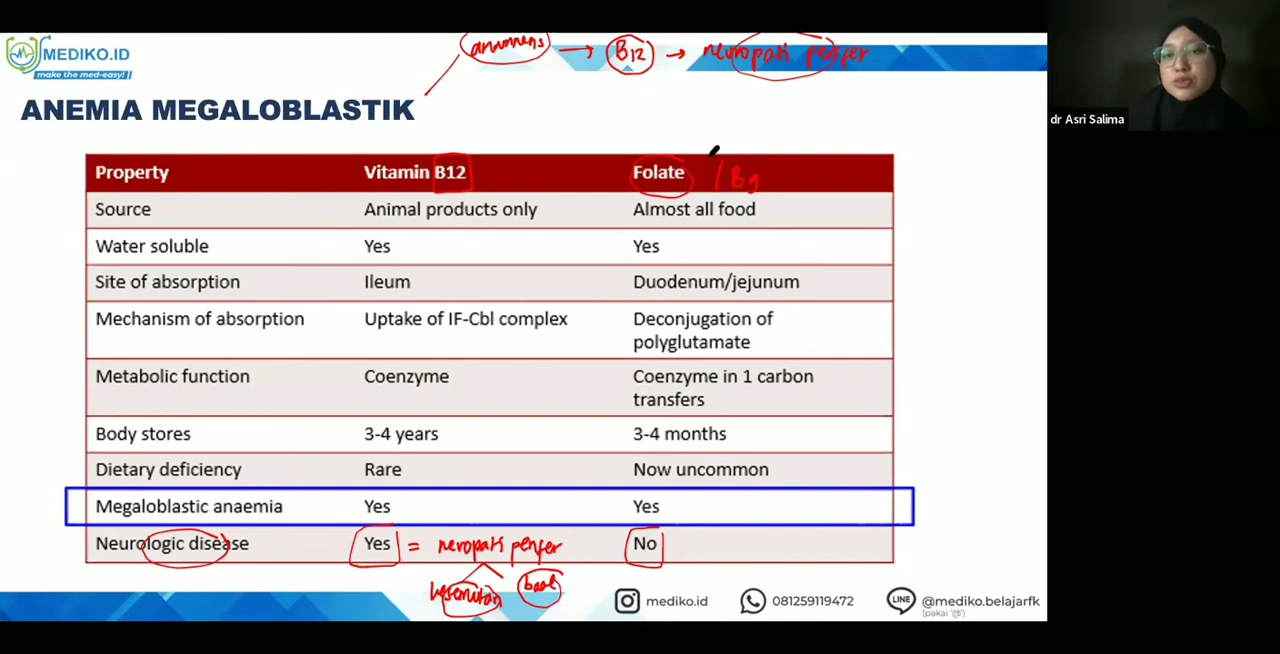 MEDIKO.ID
make the med-easy!
anamnesis → B12 → neuropati perifer
ANEMIA MEGALOBLASTIK
dr Asri Salima
Property Vitamin B12 Folate / B9
Source Animal products only Almost all food
Water soluble Yes Yes
Site of absorption Ileum Duodenum/jejunum
Mechanism of absorption Uptake of IF-Cbl complex Deconjugation of
polyglutamate
Metabolic function Coenzyme Coenzyme in 1 carbon
transfers
Body stores 3-4 years 3-4 months
Dietary deficiency Rare Now uncommon
Megaloblastic anaemia Yes Yes
Neurologic disease Yes = neropati perifer No
kesemutan baal
mediko.id 081259119472 LINE @mediko.belajarfk
(pakai '@')